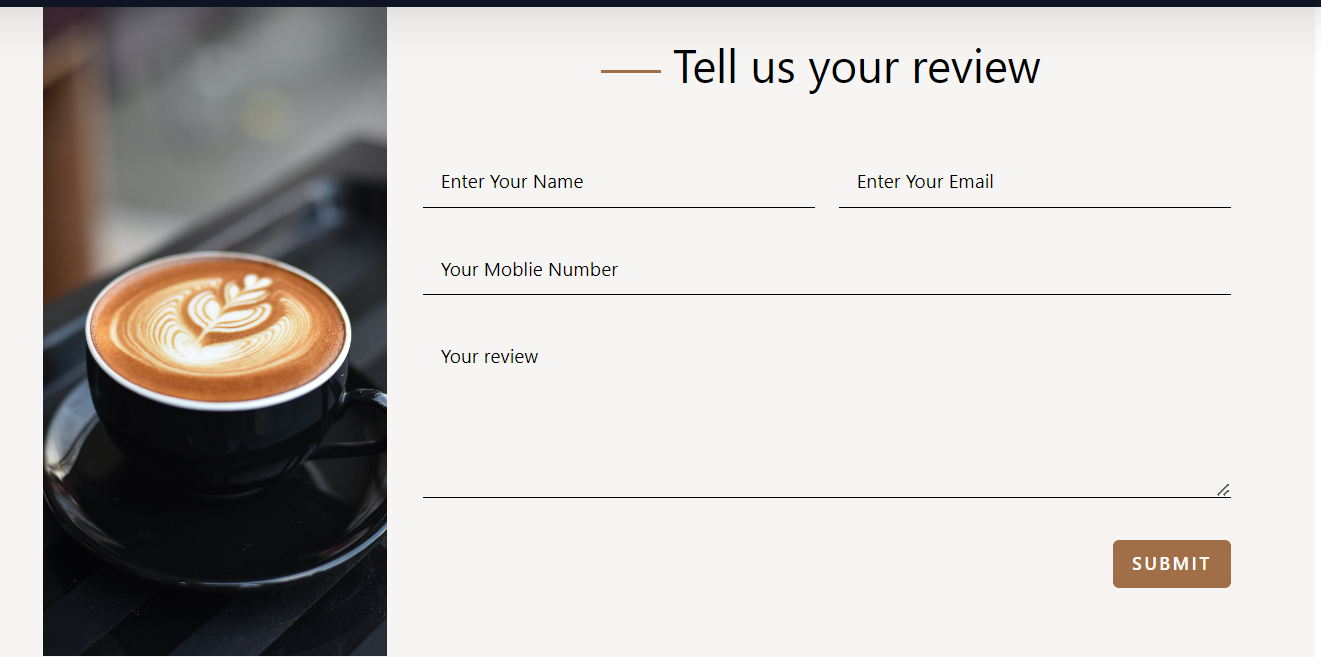 Tell us your review
Enter Your Name
Enter Your Email
Your Moblie Number
Your review
SUBMIT